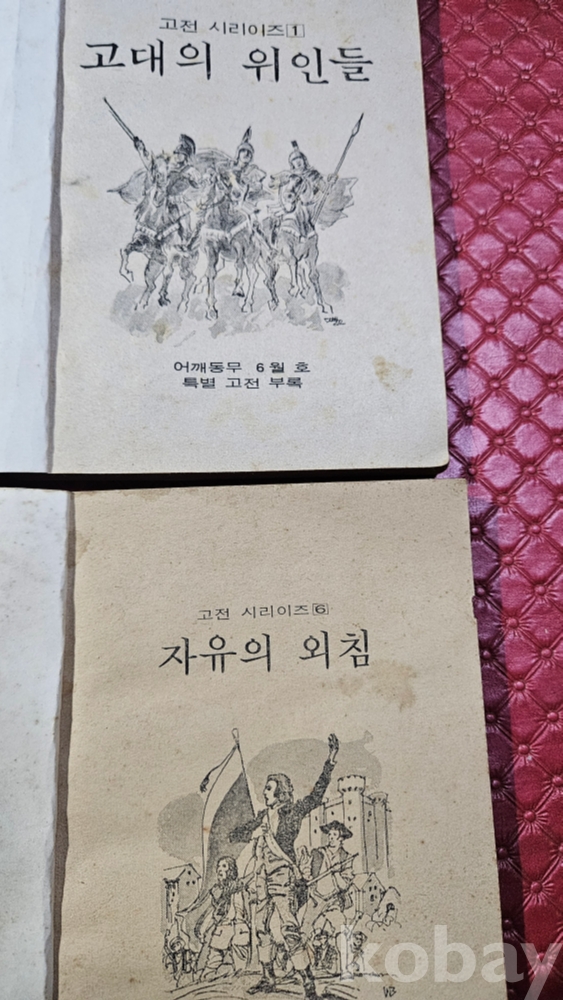 고전 시리이즈 1
고대의 위인들
어깨동무 6월호
특별 고전 부록
고전 시리이즈 6
자유의 외침
WB
kobay